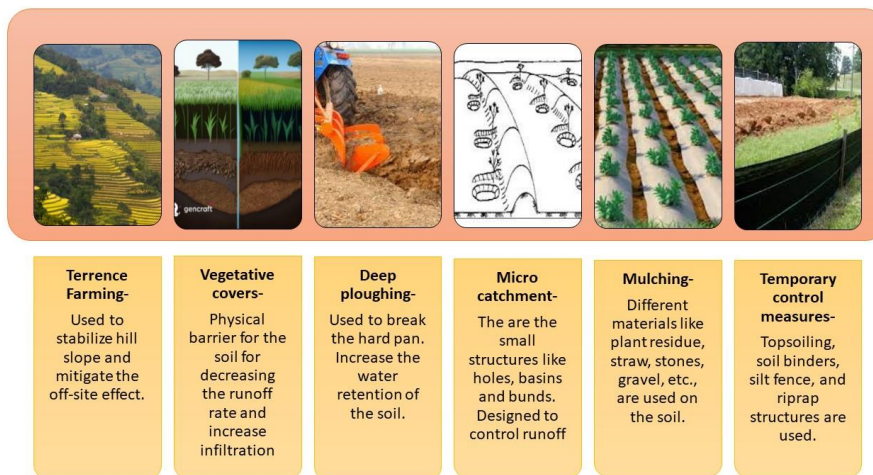 gencraft
Terrence
Farming-
Used to
stabilize hill
slope and
mitigate the
off-site effect.
Vegetative
covers-
Physical
barrier for the
soil for
decreasing
the runoff
rate and
increase
infiltration
Deep
ploughing-
Used to break
the hard pan.
Increase the
water
retention of
the soil.
Micro
catchment-
The are the
small
structures like
holes, basins
and bunds.
Designed to
control runoff
Mulching-
Different
materials like
plant residue,
straw, stones,
gravel, etc.,
are used on
the soil.
Temporary
control
measures-
Topsoiling,
soil binders,
silt fence, and
riprap
structures are
used.